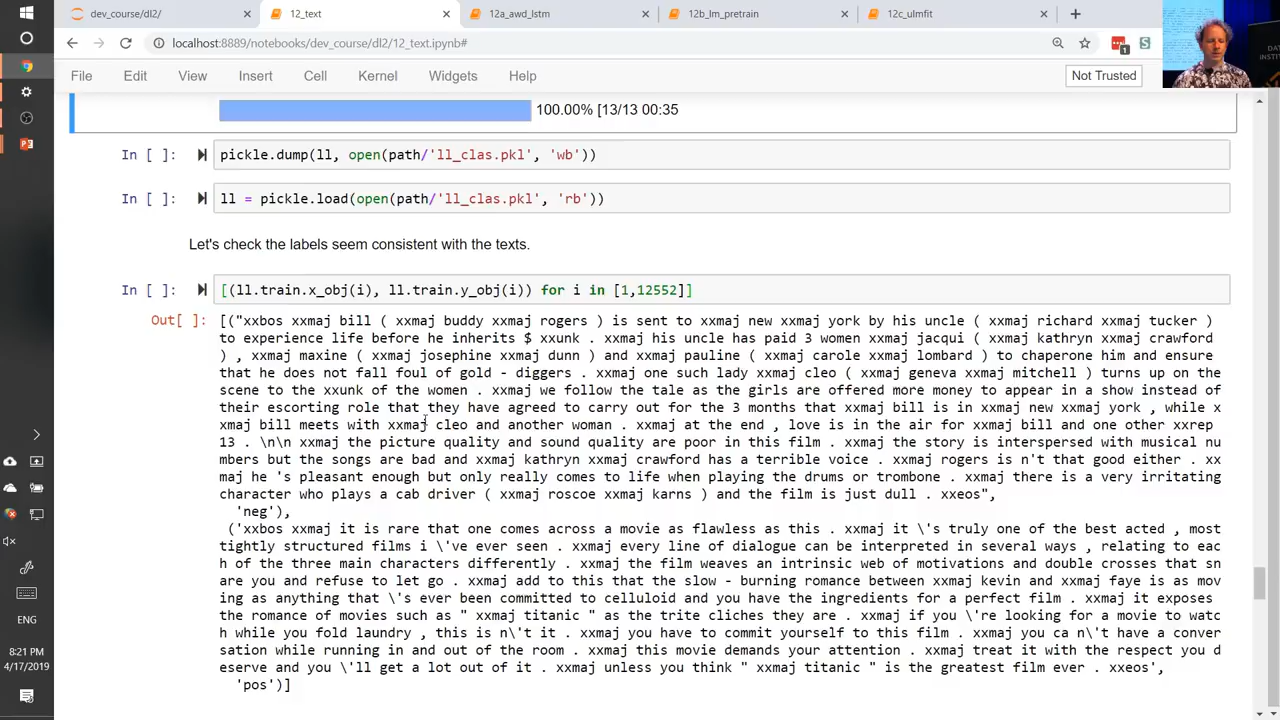 dev_course/dl2/
12_text
12b_lm_pretrain
12c_ulmfit
localhost:8889/notebooks/dev_course/dl2/12_text.ipynb
File Edit View Insert Cell Kernel Widgets Help
Not Trusted
100.00% [13/13 00:35
In [ ]: pickle.dump(ll, open(path/'ll_clas.pkl', 'wb'))
In [ ]: ll = pickle.load(open(path/'ll_clas.pkl', 'rb'))
Let's check the labels seem consistent with the texts.
In [ ]: [(ll.train.x_obj(i), ll.train.y_obj(i)) for i in [1,12552]]
Out[ ]: [("xxbos xxmaj bill ( xxmaj buddy xxmaj rogers ) is sent to xxmaj new xxmaj york by his uncle ( xxmaj richard xxmaj tucker )
to experience life before he inherits $ xxunk . xxmaj his uncle has paid 3 women xxmaj jacqui ( xxmaj kathryn xxmaj crawford
) , xxmaj maxine ( xxmaj josephine xxmaj dunn ) and xxmaj pauline ( xxmaj carole xxmaj lombard ) to chaperone him and ensure
that he does not fall foul of gold - diggers . xxmaj one such lady xxmaj cleo ( xxmaj geneva xxmaj mitchell ) turns up on the
scene to the xxunk of the women . xxmaj we follow the tale as the girls are offered more money to appear in a show instead of
their escorting role that they have agreed to carry out for the 3 months that xxmaj bill is in xxmaj new xxmaj york , while x
xmaj bill meets with xxmaj cleo and another woman . xxmaj at the end , love is in the air for xxmaj bill and one other xxrep
13 . \n\n xxmaj the picture quality and sound quality are poor in this film . xxmaj the story is interspersed with musical nu
mbers but the songs are bad and xxmaj kathryn xxmaj crawford has a terrible voice . xxmaj rogers is n't that good either . xx
maj he 's pleasant enough but only really comes to life when playing the drums or trombone . xxmaj there is a very irritating
character who plays a cab driver ( xxmaj roscoe xxmaj karns ) and the film is just dull . xxeos",
'neg'),
('xxbos xxmaj it is rare that one comes across a movie as flawless as this . xxmaj it \'s truly one of the best acted , most
tightly structured films i \'ve ever seen . xxmaj every line of dialogue can be interpreted in several ways , relating to eac
h of the three main characters differently . xxmaj the film weaves an intrinsic web of motivations and double crosses that sn
are you and refuse to let go . xxmaj add to this that the slow- burning romance between xxmaj kevin and xxmaj faye is as mov
ing as anything that \'s ever been committed to celluloid and you have the ingredients for a perfect film . xxmaj it exposes
the romance of movies such as " xxmaj titanic " as the trite cliches they are . xxmaj if you \'re looking for a movie to watc
h while you fold laundry , this is n\'t it . xxmaj you have to commit yourself to this film . xxmaj you ca n\'t have a conver
sation while running in and out of the room . xxmaj this movie demands your attention . xxmaj treat it with the respect you d
eserve and you \'ll get a lot out of it . xxmaj unless you think " xxmaj titanic " is the greatest film ever . xxeos',
'pos')]
ENG
8:21 PM
4/17/2019